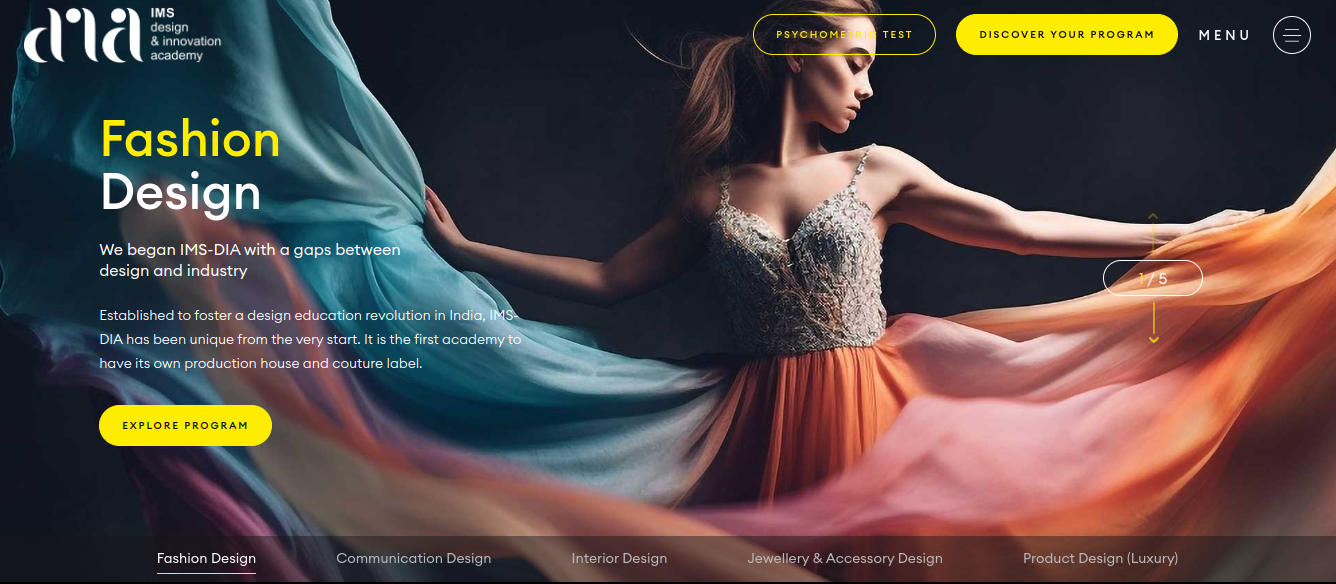 dia
IMS
design
& innovation
academy
PSYCHOMETRIC TEST
DISCOVER YOUR PROGRAM
MENU
Fashion
Design
We began IMS-DIA with a gaps between
design and industry
Established to foster a design education revolution in India, IMS-
DIA has been unique from the very start. It is the first academy to
have its own production house and couture label.
1 / 5
EXPLORE PROGRAM
Fashion Design
Communication Design
Interior Design
Jewellery & Accessory Design
Product Design (Luxury)